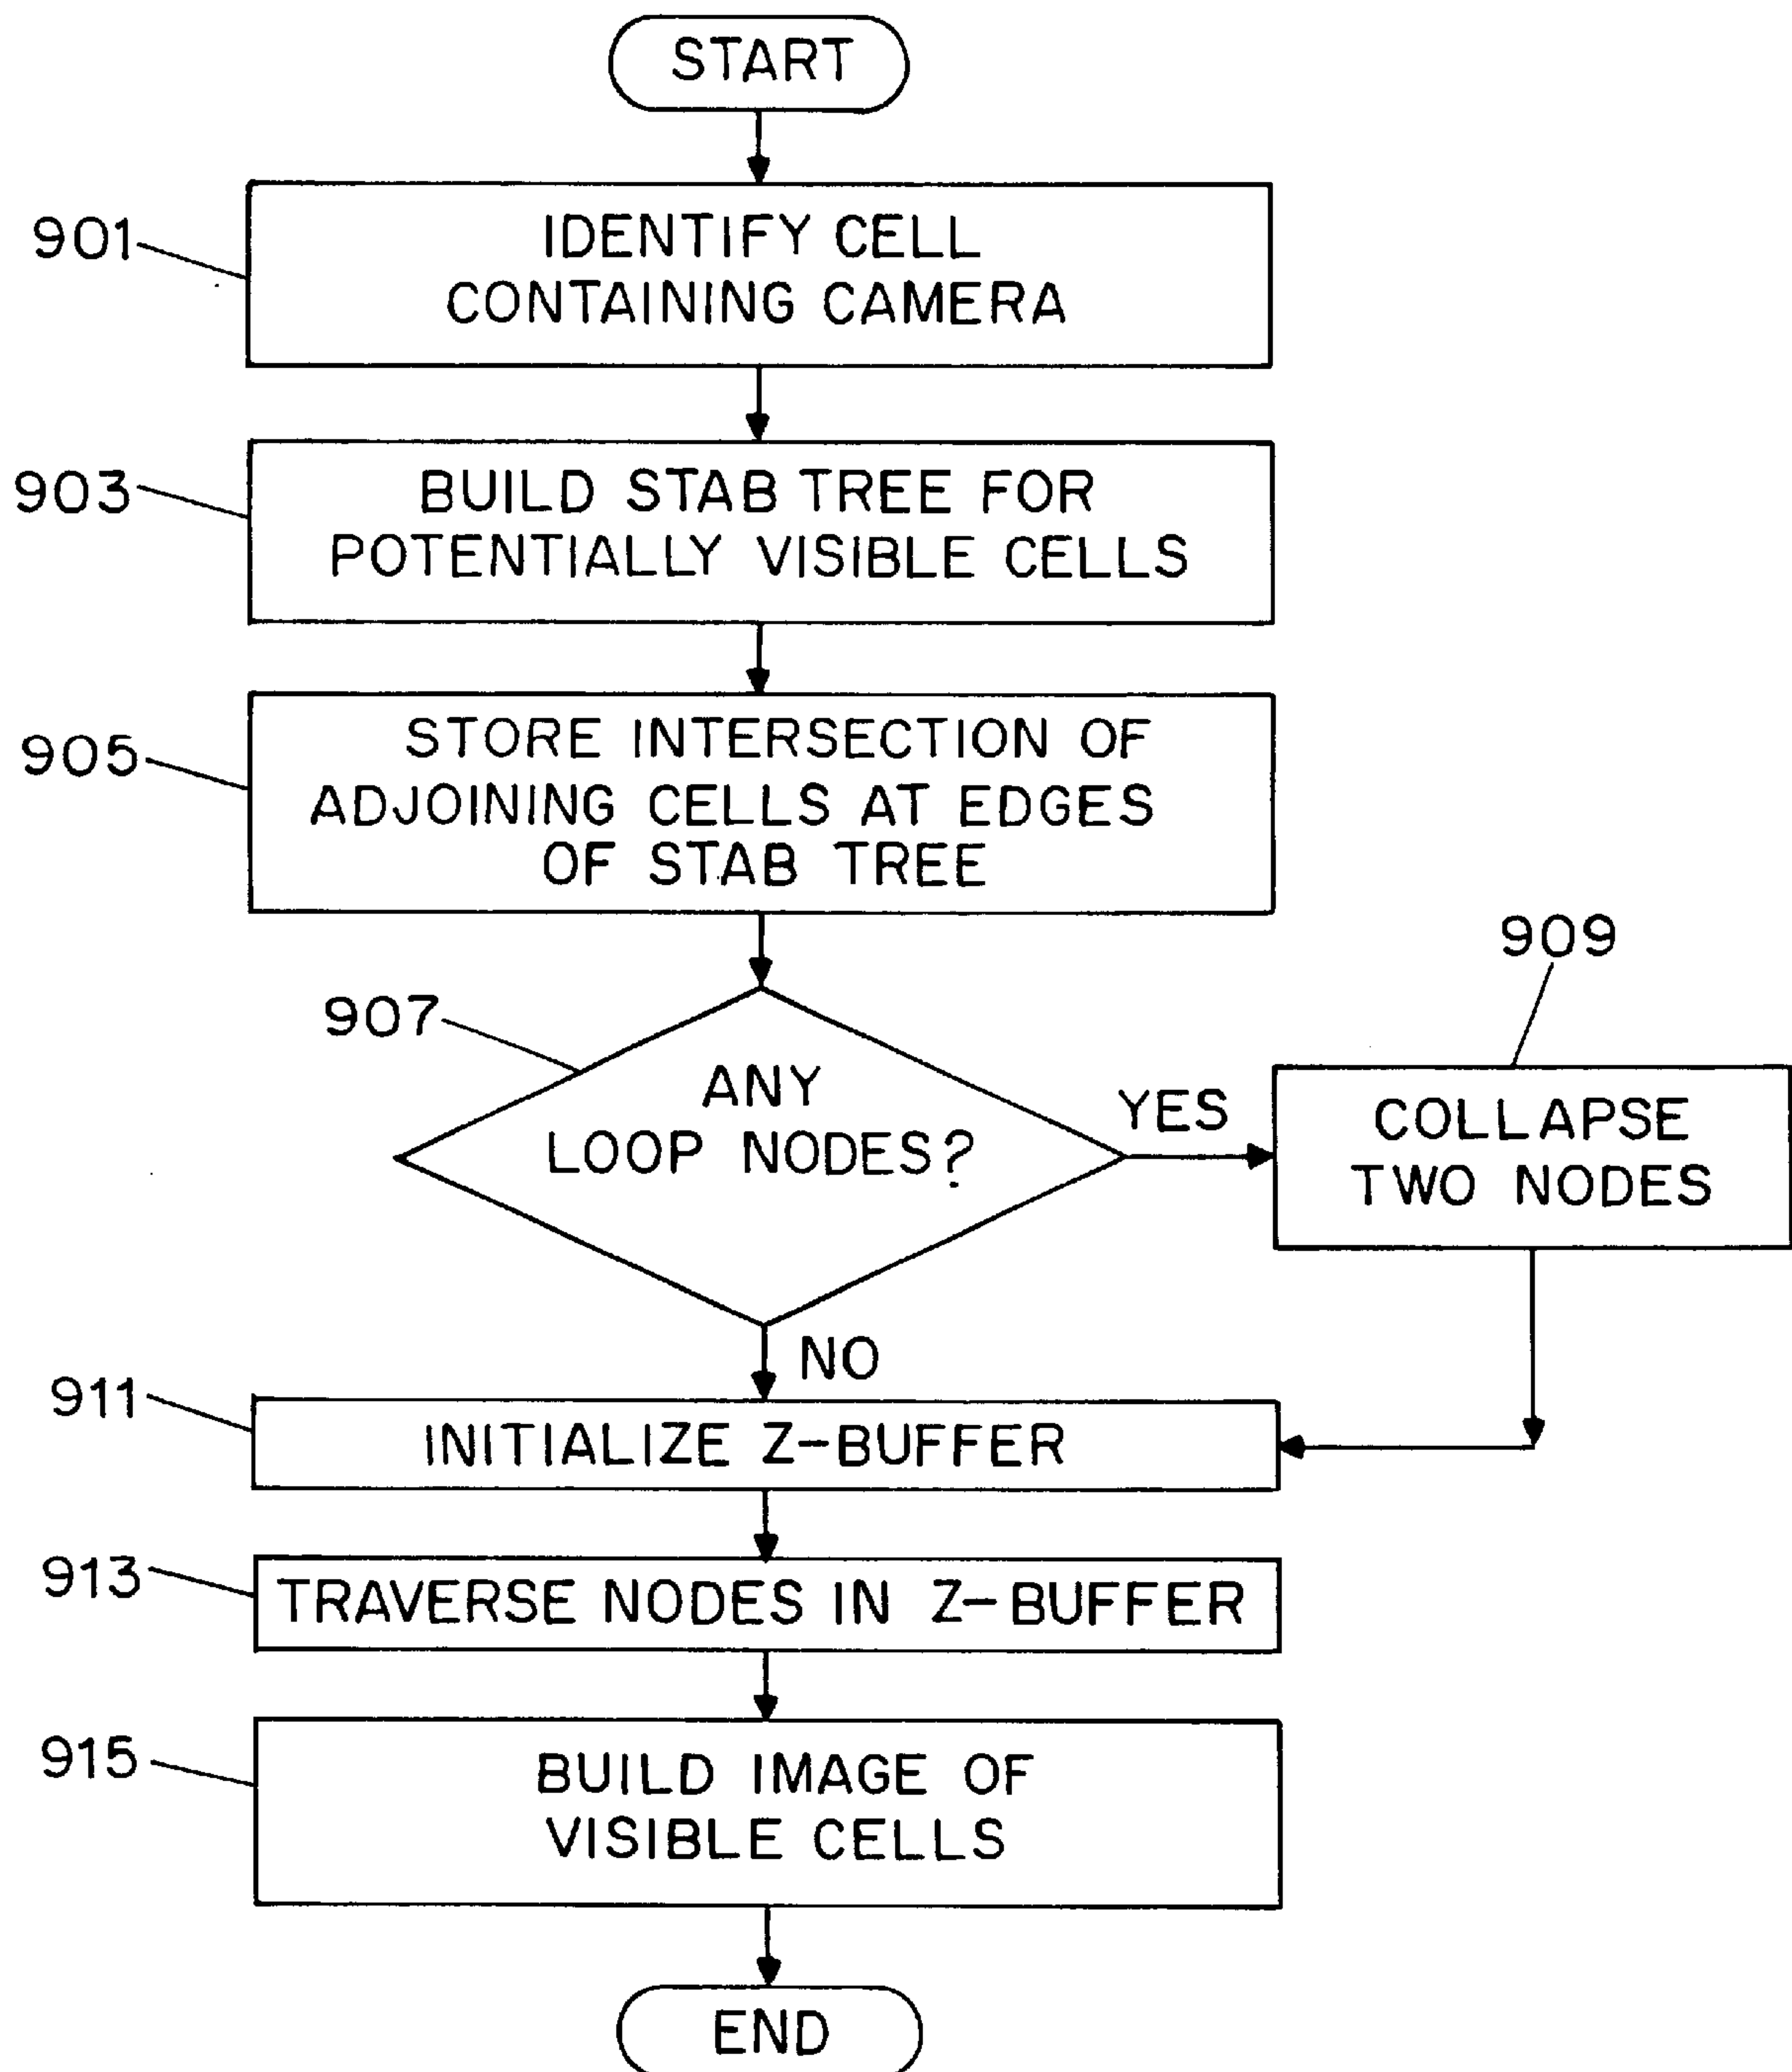 START
901
IDENTIFY CELL
CONTAINING CAMERA
903
BUILD STAB TREE FOR
POTENTIALLY VISIBLE CELLS
905
STORE INTERSECTION OF
ADJOINING CELLS AT EDGES
OF STAB TREE
907
ANY
LOOP NODES?
YES
909
COLLAPSE
TWO NODES
NO
911
INITIALIZE Z-BUFFER
913
TRAVERSE NODES IN Z-BUFFER
915
BUILD IMAGE OF
VISIBLE CELLS
END